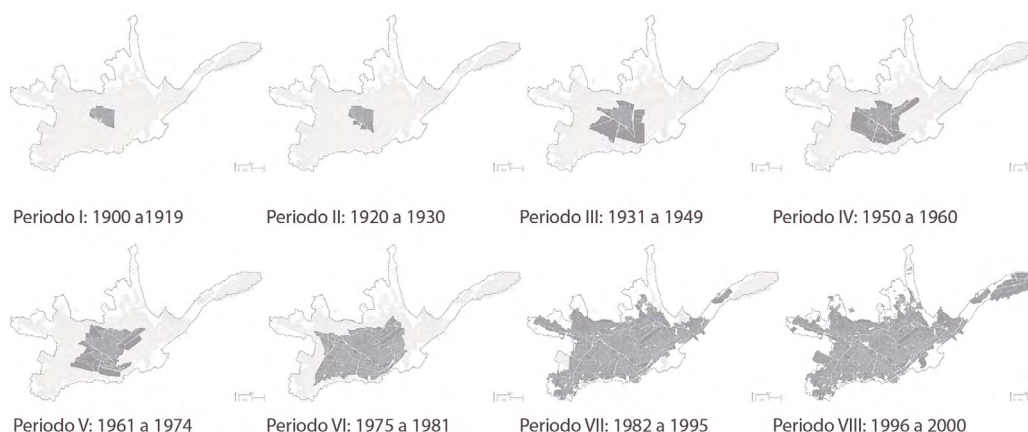 Periodo I: 1900 a1919
Periodo II: 1920 a 1930
Periodo III: 1931 a 1949
Periodo IV: 1950 a 1960
Periodo V: 1961 a 1974
Periodo VI: 1975 a 1981
Periodo VII: 1982 a 1995
Periodo VIII: 1996 a 2000